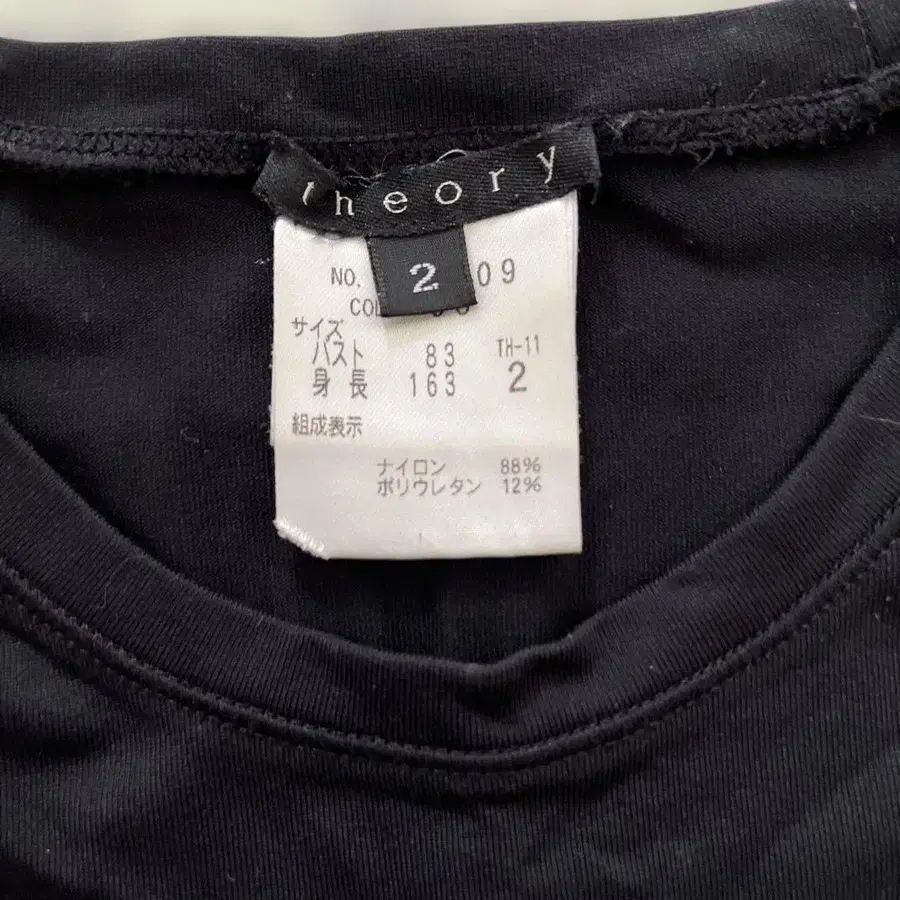 theory
2
NO. 09
サイズ
バスト 83 TH-11
身長 163 2
組成表示
ナイロン 88%
ポリウレタン 12%